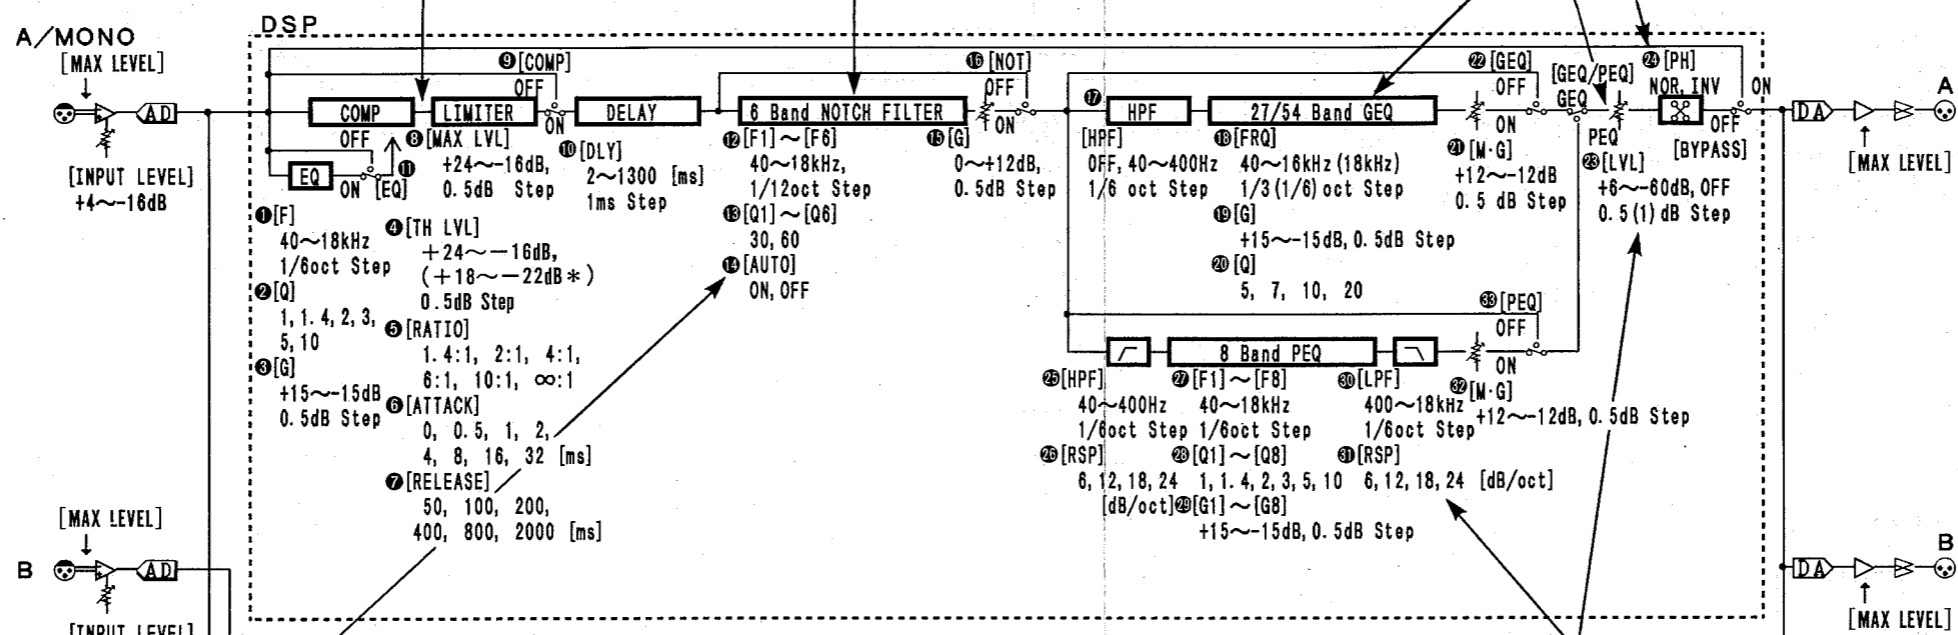 DSP
A/MONO
[MAX LEVEL]
AD
[INPUT LEVEL]
+4～-16dB
❾[COMP]
OFF
ON
COMP
LIMITER
DELAY
OFF
EQ
ON
[EQ]
⓫
❶[F]
40～18kHz
1/6oct Step
❷[Q]
1, 1.4, 2, 3,
5, 10
❸[G]
+15～-15dB
0.5dB Step
❹[TH LVL]
+24～-16dB,
(+18～-22dB*)
0.5dB Step
❺[RATIO]
1.4:1, 2:1, 4:1,
6:1, 10:1, ∞:1
❻[ATTACK]
0, 0.5, 1, 2,
4, 8, 16, 32 [ms]
❼[RELEASE]
50, 100, 200,
400, 800, 2000 [ms]
❽[MAX LVL]
+24～-16dB,
0.5dB Step
❿[DLY]
2～1300 [ms]
1ms Step
⓰[NOT]
OFF
ON
6 Band NOTCH FILTER
⓬[F1]～[F6]
40～18kHz,
1/12oct Step
⓭[Q1]～[Q6]
30, 60
⓮[AUTO]
ON, OFF
⓯[G]
0～+12dB,
0.5dB Step
⓱
HPF
[HPF]
OFF, 40～400Hz
1/6 oct Step
27/54 Band GEQ
⓲[FRQ]
40～16kHz(18kHz)
1/3(1/6)oct Step
⓳[G]
+15～-15dB, 0.5dB Step
⓴[Q]
5, 7, 10, 20
㉒[GEQ]
OFF
ON
㉑[M·G]
+12～-12dB
0.5 dB Step
[GEQ/PEQ]
GEQ
PEQ
㉓[LVL]
+6～-60dB, OFF
0.5(1)dB Step
㉔[PH]
NOR, INV
ON
OFF
[BYPASS]
DA
A
[MAX LEVEL]
㉝[PEQ]
OFF
ON
8 Band PEQ
㉕[HPF]
40～400Hz
1/6oct Step
㉖[RSP]
6, 12, 18, 24
[dB/oct]
㉗[F1]～[F8]
40～18kHz
1/6oct Step
㉘[Q1]～[Q8]
1, 1.4, 2, 3, 5, 10
㉙[G1]～[G8]
+15～-15dB, 0.5dB Step
㉚[LPF]
400～18kHz
1/6oct Step
㉛[RSP]
6, 12, 18, 24 [dB/oct]
㉜[M·G]
+12～-12dB, 0.5dB Step
[MAX LEVEL]
B
AD
[INPUT LEVEL]
DA
B
[MAX LEVEL]